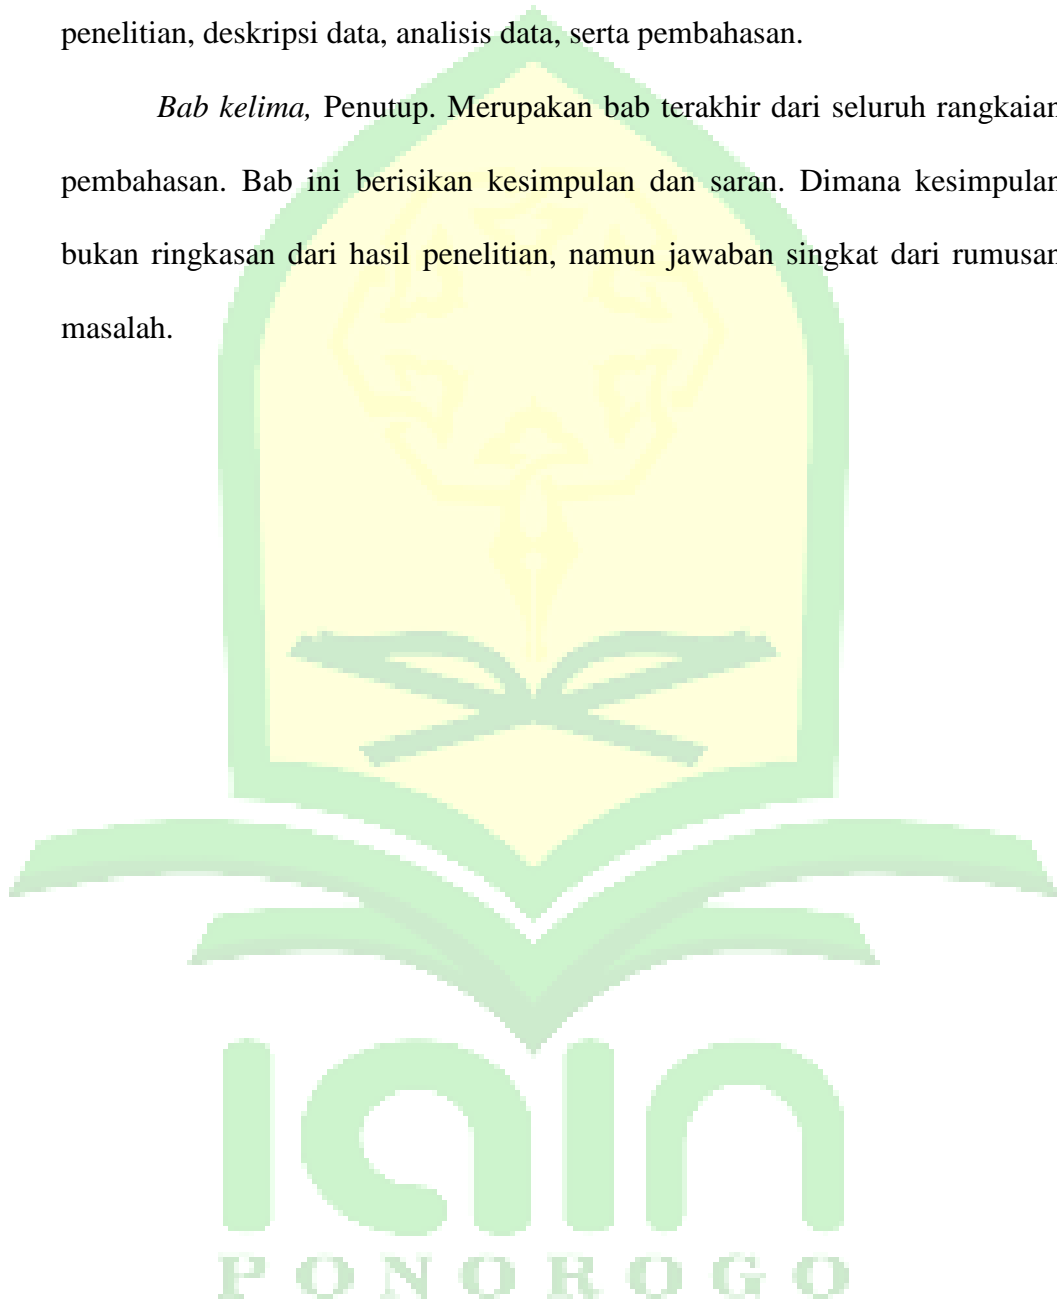 penelitian, deskripsi data, analisis data, serta pembahasan.
Bab kelima, Penutup. Merupakan bab terakhir dari seluruh rangkaian
pembahasan. Bab ini berisikan kesimpulan dan saran. Dimana kesimpulan
bukan ringkasan dari hasil penelitian, namun jawaban singkat dari rumusan
masalah.
IAIN
PONOROGO